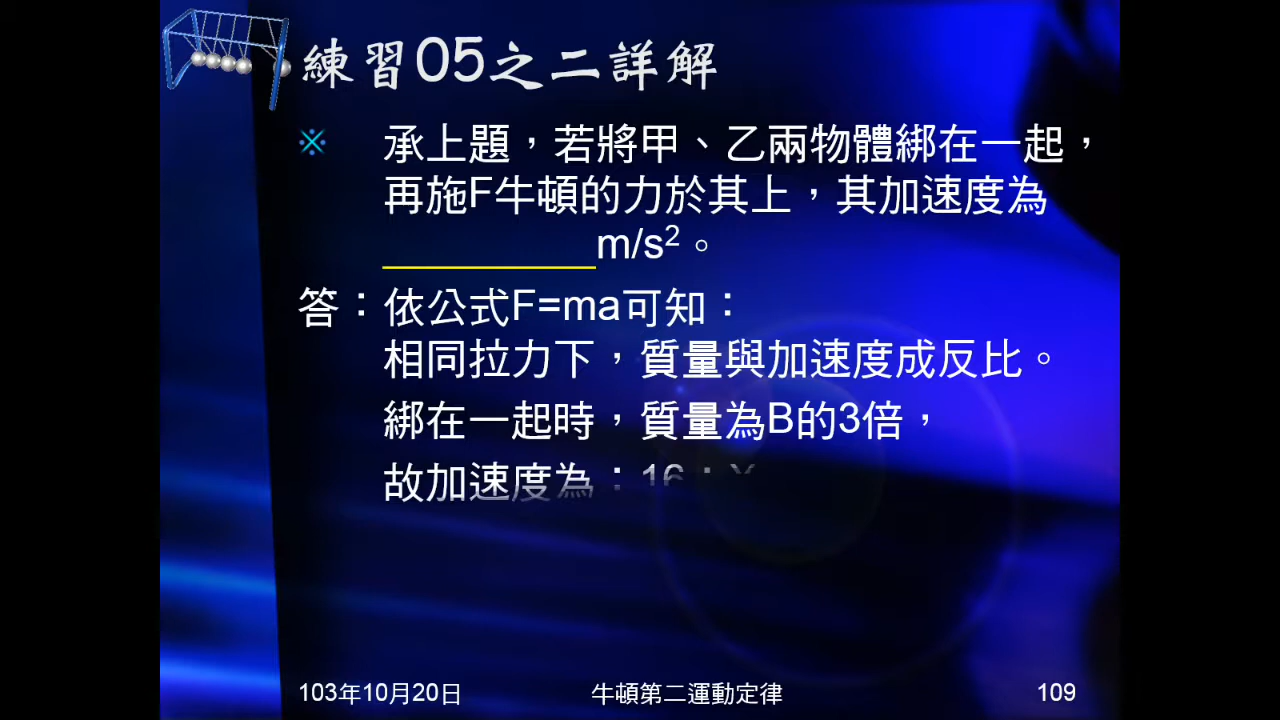 練習05之二詳解
※ 承上題，若將甲、乙兩物體綁在一起，
再施F牛頓的力於其上，其加速度為
m/s²。
答：依公式F=ma可知：
相同拉力下，質量與加速度成反比。
綁在一起時，質量為B的3倍，
故加速度為：16：
103年10月20日
牛頓第二運動定律
109